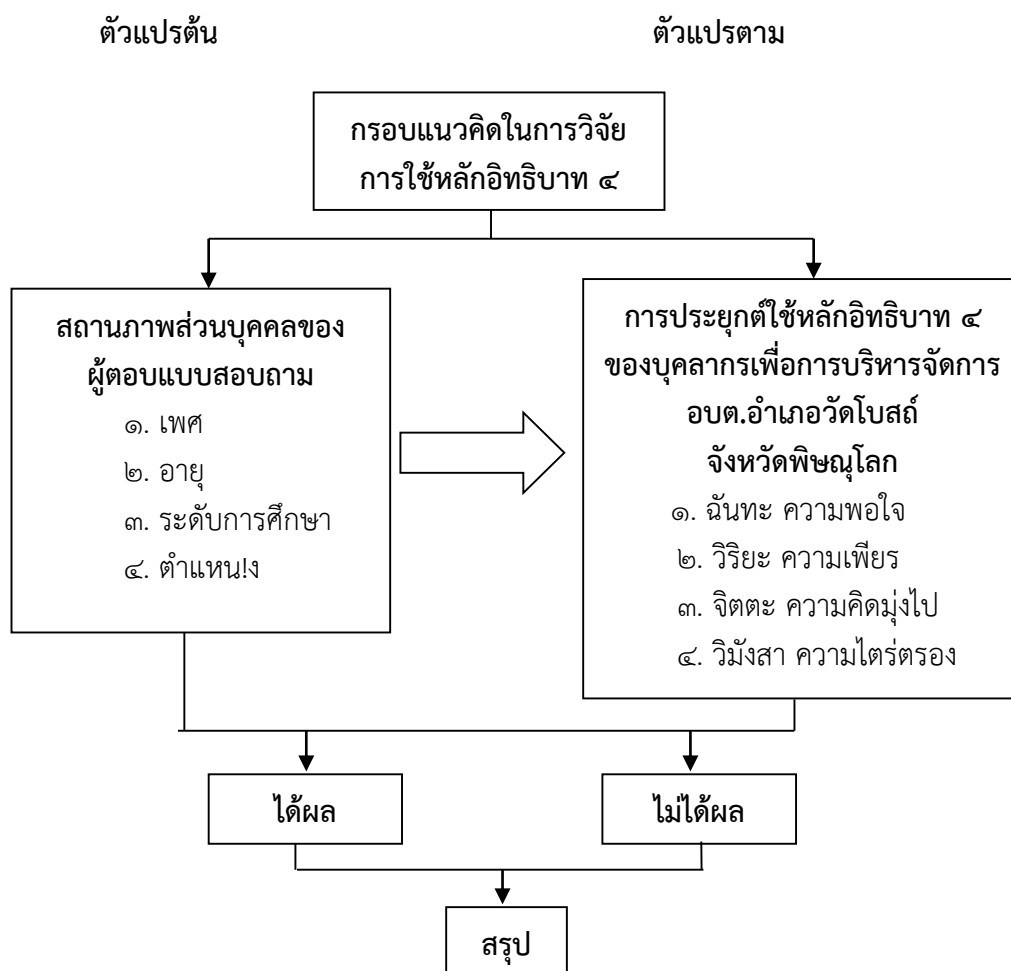 ตัวแปรต้น
ตัวแปรตาม
กรอบแนวคิดในการวิจัย
การใช้หลักอิทธิบาท ๔
สถานภาพส่วนบุคคลของ
ผู้ตอบแบบสอบถาม
๑. เพศ
๒. อายุ
๓. ระดับการศึกษา
๔. ตำแหน!ง
การประยุกต์ใช้หลักอิทธิบาท ๔
ของบุคลากรเพื่อการบริหารจัดการ
อบต.อำเภอวัดโบสถ์
จังหวัดพิษณุโลก
๑. ฉันทะ ความพอใจ
๒. วิริยะ ความเพียร
๓. จิตตะ ความคิดมุ่งไป
๔. วิมังสา ความไตร่ตรอง
ได้ผล
ไม่ได้ผล
สรุป